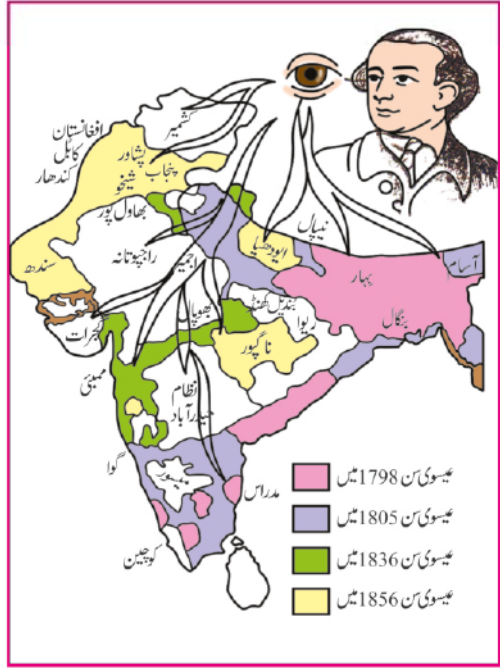 کشمیر
افغانستان
کابل
کندھار
پشاور
پنجاب
شیخو
بھاول پور
سندھ
راجپوتانہ
اجمیر
ایودھیا
نیپال
آسام
بہار
بنگال
بندیل کھنڈ
ریوا
بھوپال
گجرات
ناگپور
ممبئی
نظام
حیدرآباد
گوا
میسور
مدراس
کوچین
عیسوی سن 1798 میں
عیسوی سن 1805 میں
عیسوی سن 1836 میں
عیسوی سن 1856 میں